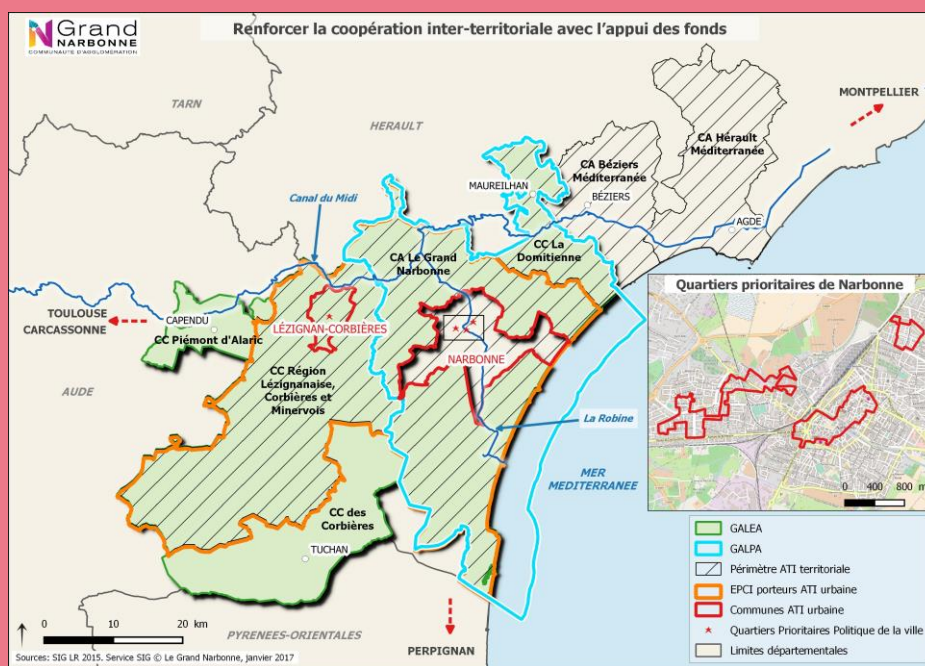 Grand
NARBONNE
COMMUNAUTÉ D'AGGLOMÉRATION
Renforcer la coopération inter-territoriale avec l'appui des fonds
TARN
HERAULT
MONTPELLIER
CA Hérault
Méditerranée
CA Béziers
Méditerranée
MAUREILHAN
BÉZIERS
AGDE
Canal du Midi
CA Le Grand
Narbonne
CC La
Domitienne
TOULOUSE
CARCASSONNE
CAPENDU
CC Piémont d'Alaric
LÉZIGNAN-CORBIÈRES
NARBONNE
AUDE
CC Région
Lézignanaise,
Corbières et
Minervois
La Robine
MER
MEDITERRANEE
CC des
Corbières
TUCHAN
PYRENEES-ORIENTALES
PERPIGNAN
0 10 20 km
Sources: SIG LR 2015. Service SIG © Le Grand Narbonne, janvier 2017
Quartiers prioritaires de Narbonne
0 400 800 m
GALEA
GALPA
Périmètre ATI territoriale
EPCI porteurs ATI urbaine
Communes ATI urbaine
Quartiers Prioritaires Politique de la ville
Limites départementales